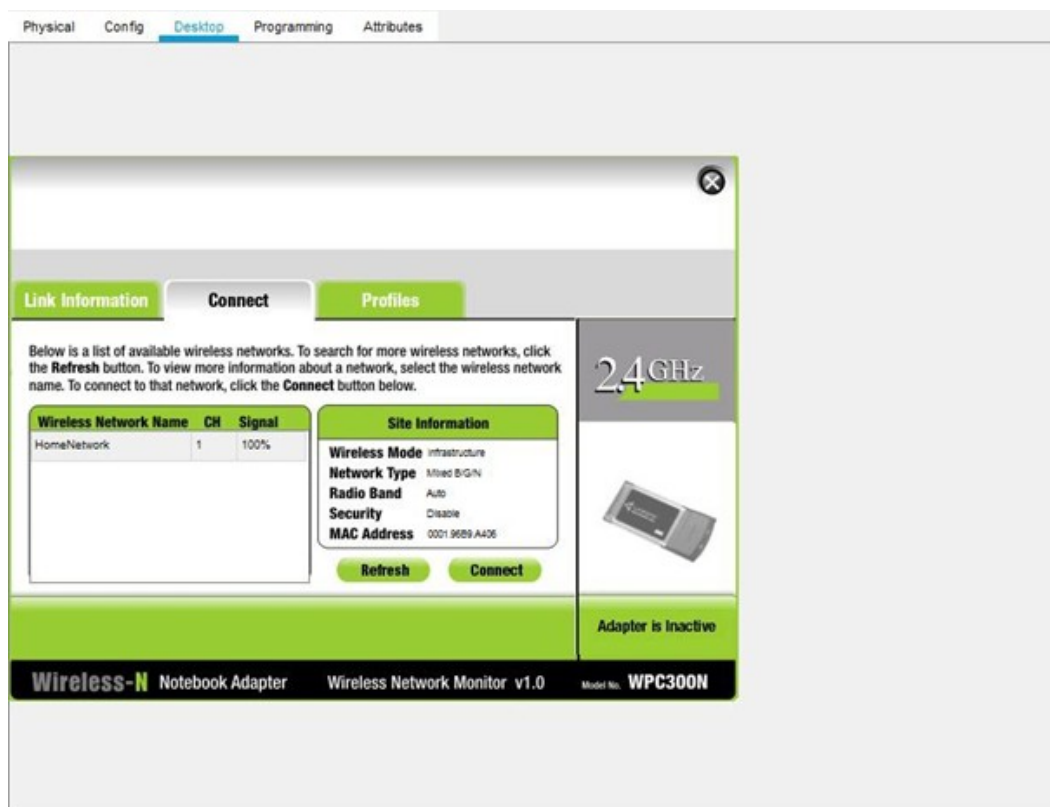 Physical Config Desktop Programming Attributes
Link Information Connect Profiles
Below is a list of available wireless networks. To search for more wireless networks, click
the Refresh button. To view more information about a network, select the wireless network
name. To connect to that network, click the Connect button below.
2.4GHz
Wireless Network Name CH Signal
HomeNetwork 1 100%
Site Information
Wireless Mode Infrastructure
Network Type Mixed B/G/N
Radio Band Auto
Security Disable
MAC Address 0001.96B9.A406
Refresh Connect
Adapter is Inactive
Wireless-N Notebook Adapter Wireless Network Monitor v1.0 Model No. WPC300N